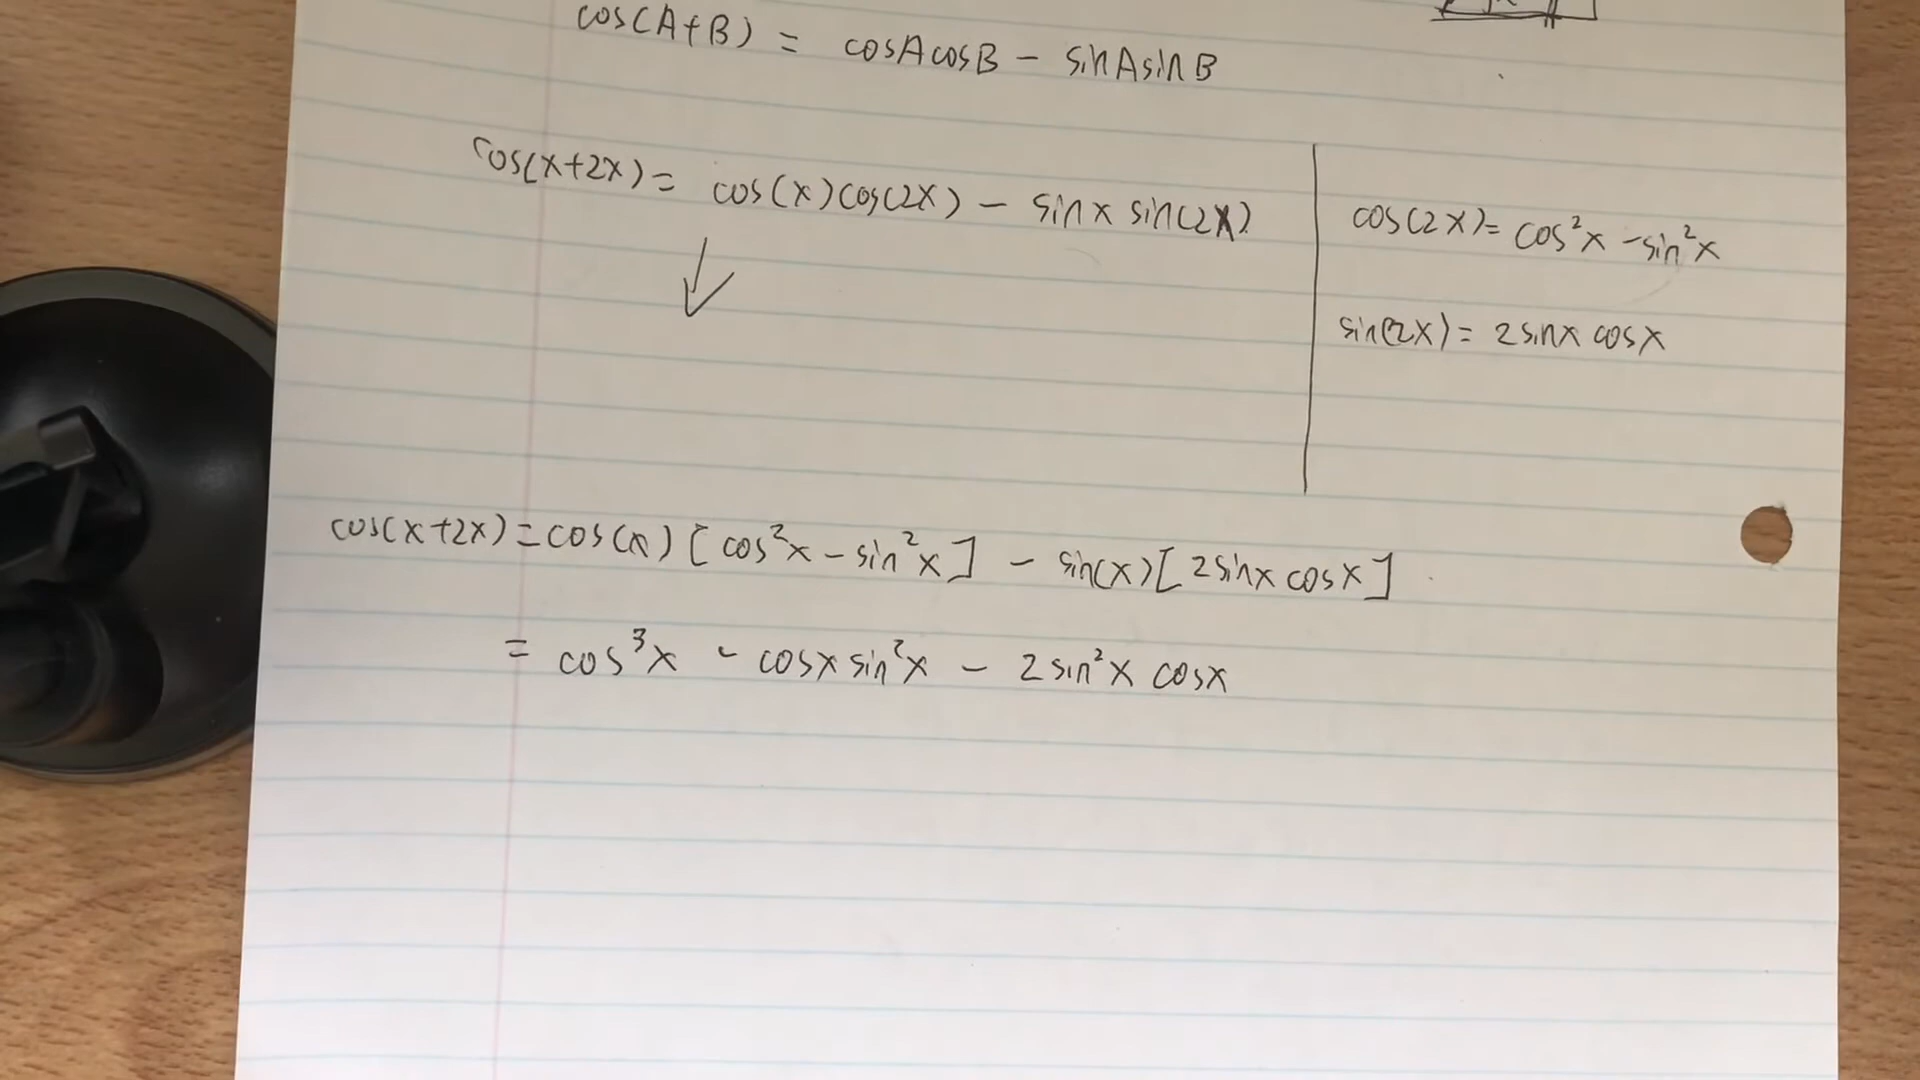 cos(A+B) = cosAcosB - sinAsinB
cos(x+2x) = cos(x)cos(2x) - sinx sin(2x)
cos(2x) = cos²x - sin²x
sin(2x) = 2sinx cosx
cos(x+2x) = cos(x)[cos²x - sin²x] - sin(x)[2sinx cosx]
= cos³x - cosx sin²x - 2sin²x cosx